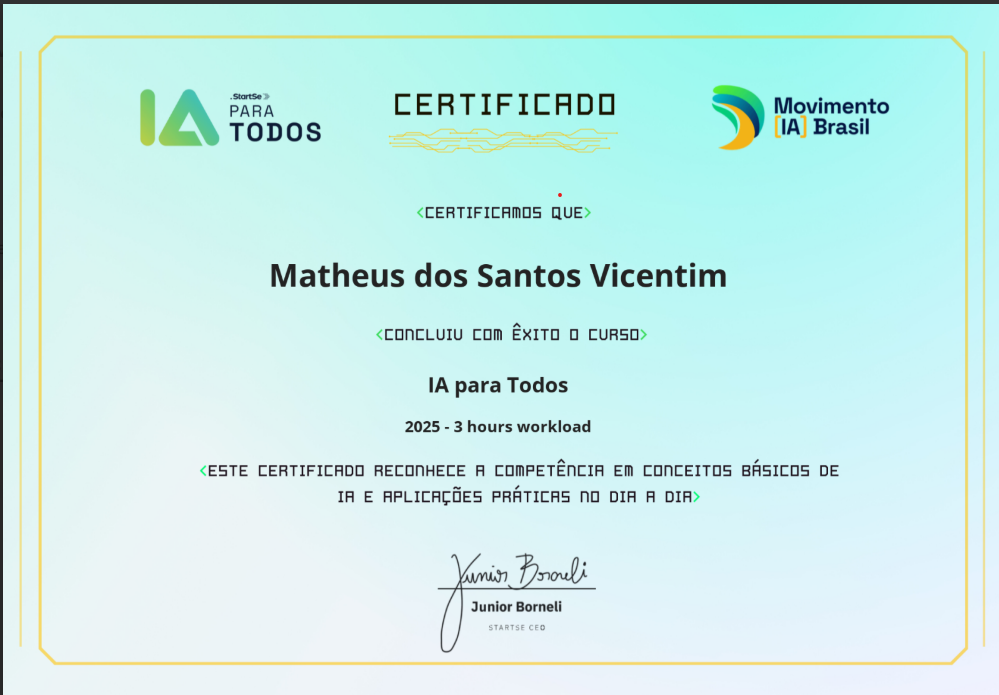 .StartSe
IA PARA
TODOS
CERTIFICADO
Movimento
[IA] Brasil
<CERTIFICAMOS QUE>
Matheus dos Santos Vicentim
<CONCLUIU COM ÊXITO O CURSO>
IA para Todos
2025 - 3 hours workload
<ESTE CERTIFICADO RECONHECE A COMPETÊNCIA EM CONCEITOS BÁSICOS DE
IA E APLICAÇÕES PRÁTICAS NO DIA A DIA>
Junior Borneli
Junior Borneli
STARTSE CEO